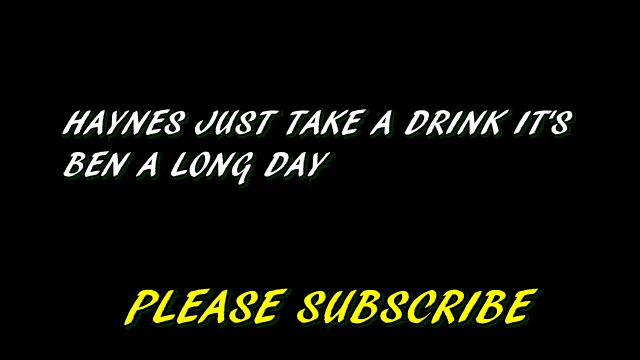 HAYNES JUST TAKE A DRINK IT'S
BEN A LONG DAY
PLEASE SUBSCRIBE